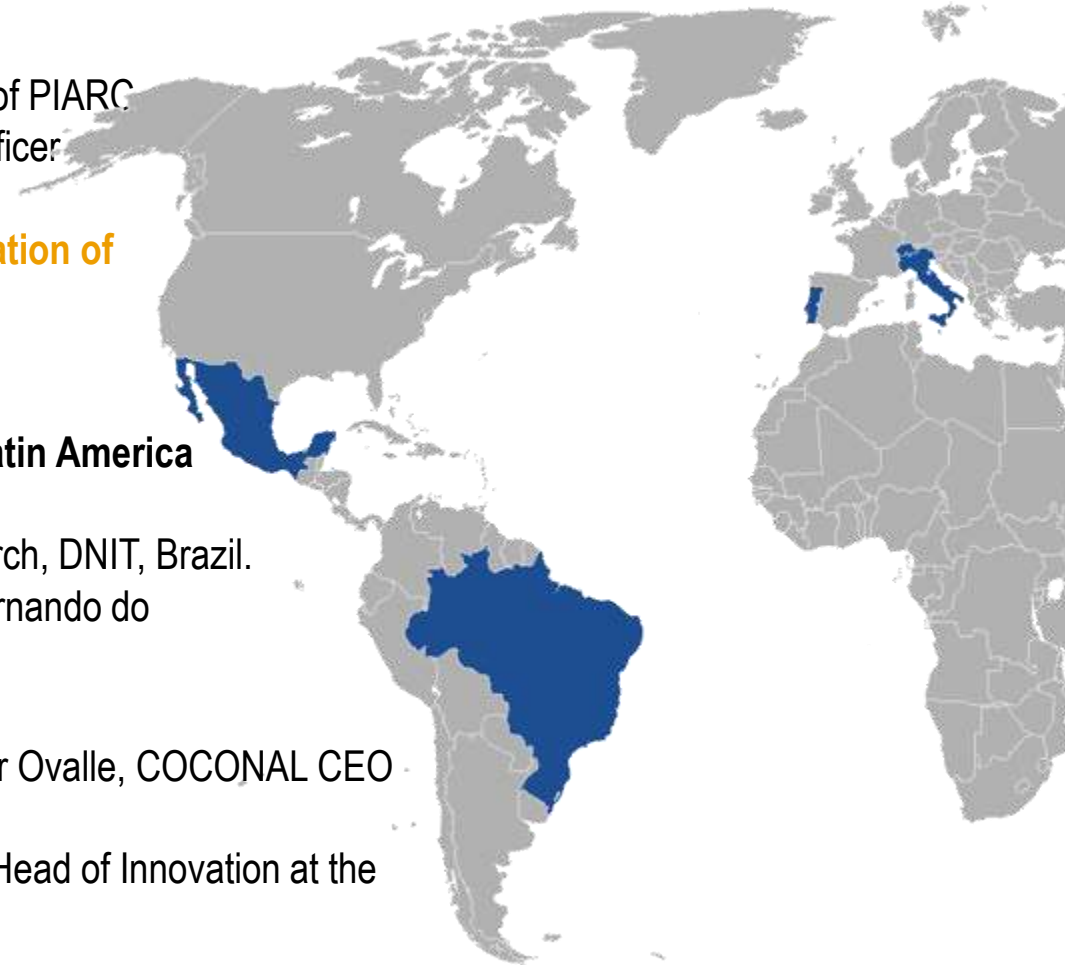 of PIARC
ficer
ation of
atin America
rch, DNIT, Brazil.
rnando do
r Ovalle, COCONAL CEO
Head of Innovation at the